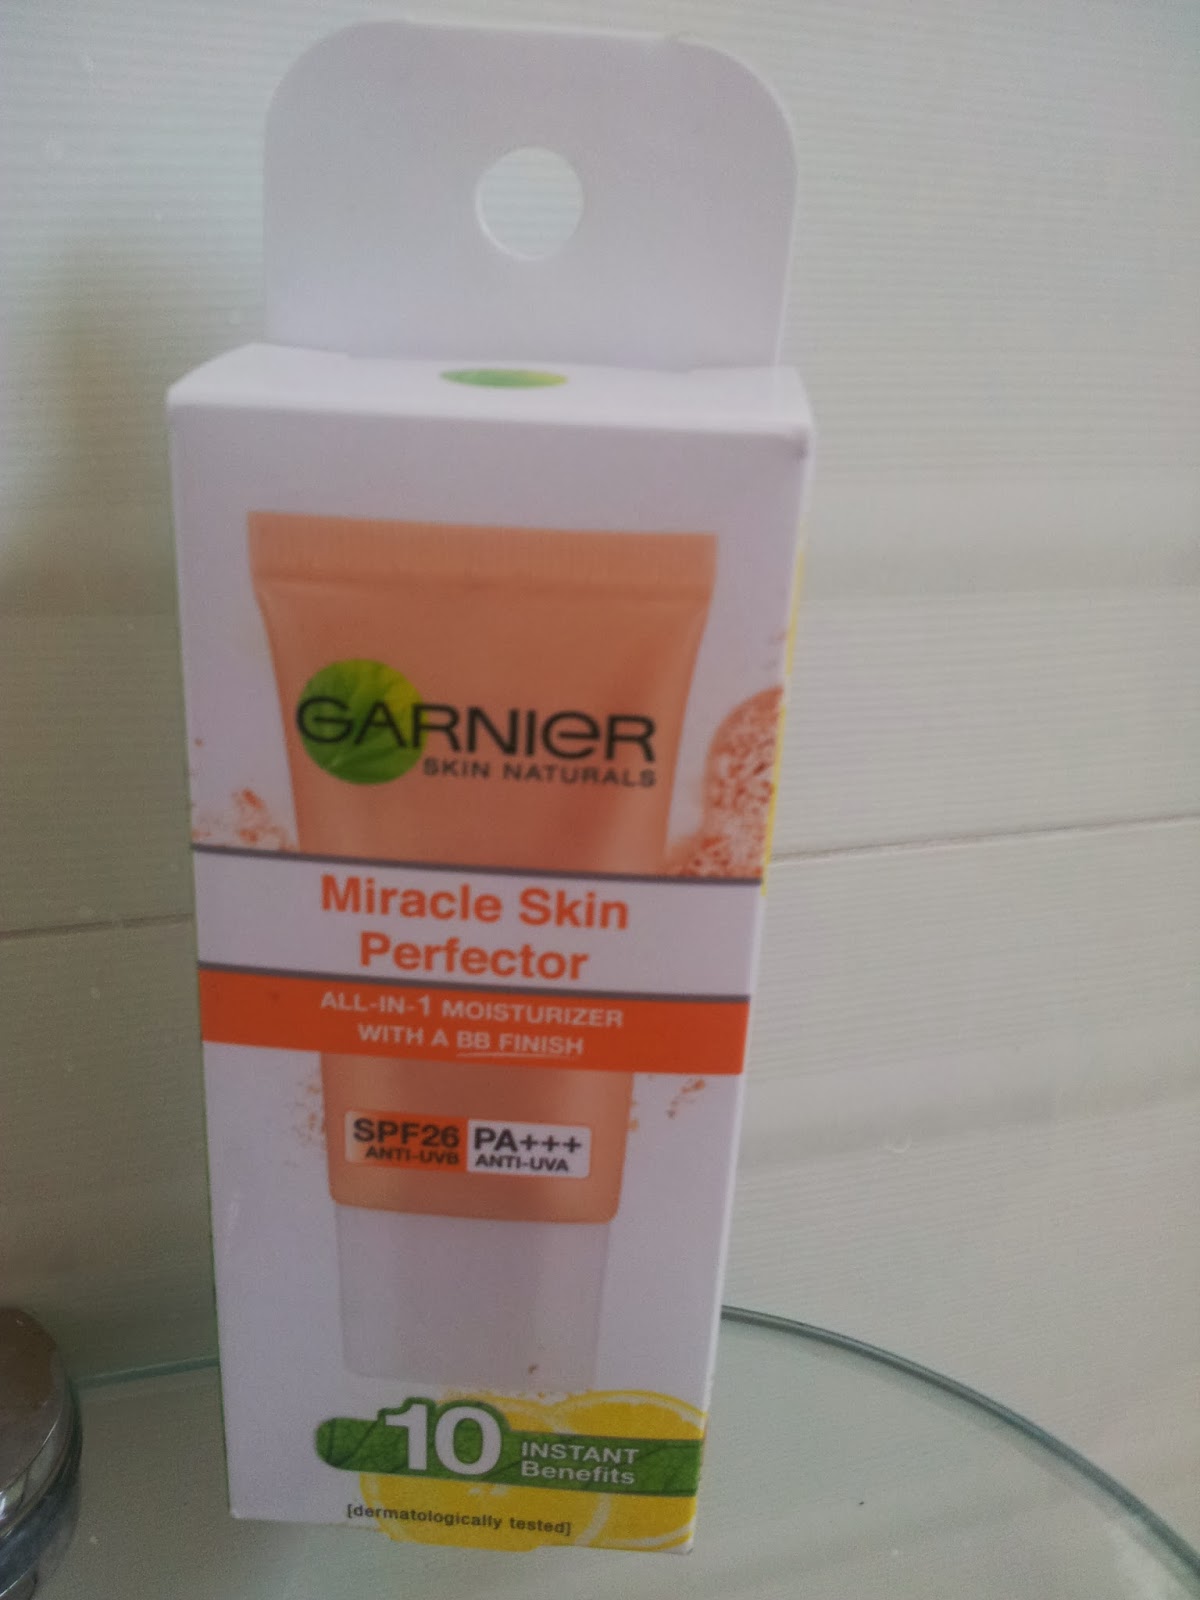 GARNIER
SKIN NATURALS
Miracle Skin
Perfector
ALL-IN-1 MOISTURIZER
WITH A BB FINISH
SPF26 PA+++
ANTI-UVB ANTI-UVA
10 INSTANT
Benefits
[dermatologically tested]